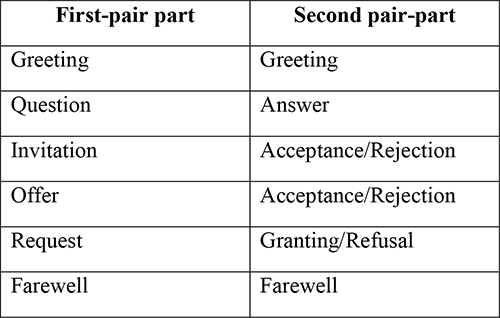 First-pair part Second pair-part
Greeting Greeting
Question Answer
Invitation Acceptance/Rejection
Offer Acceptance/Rejection
Request Granting/Refusal
Farewell Farewell